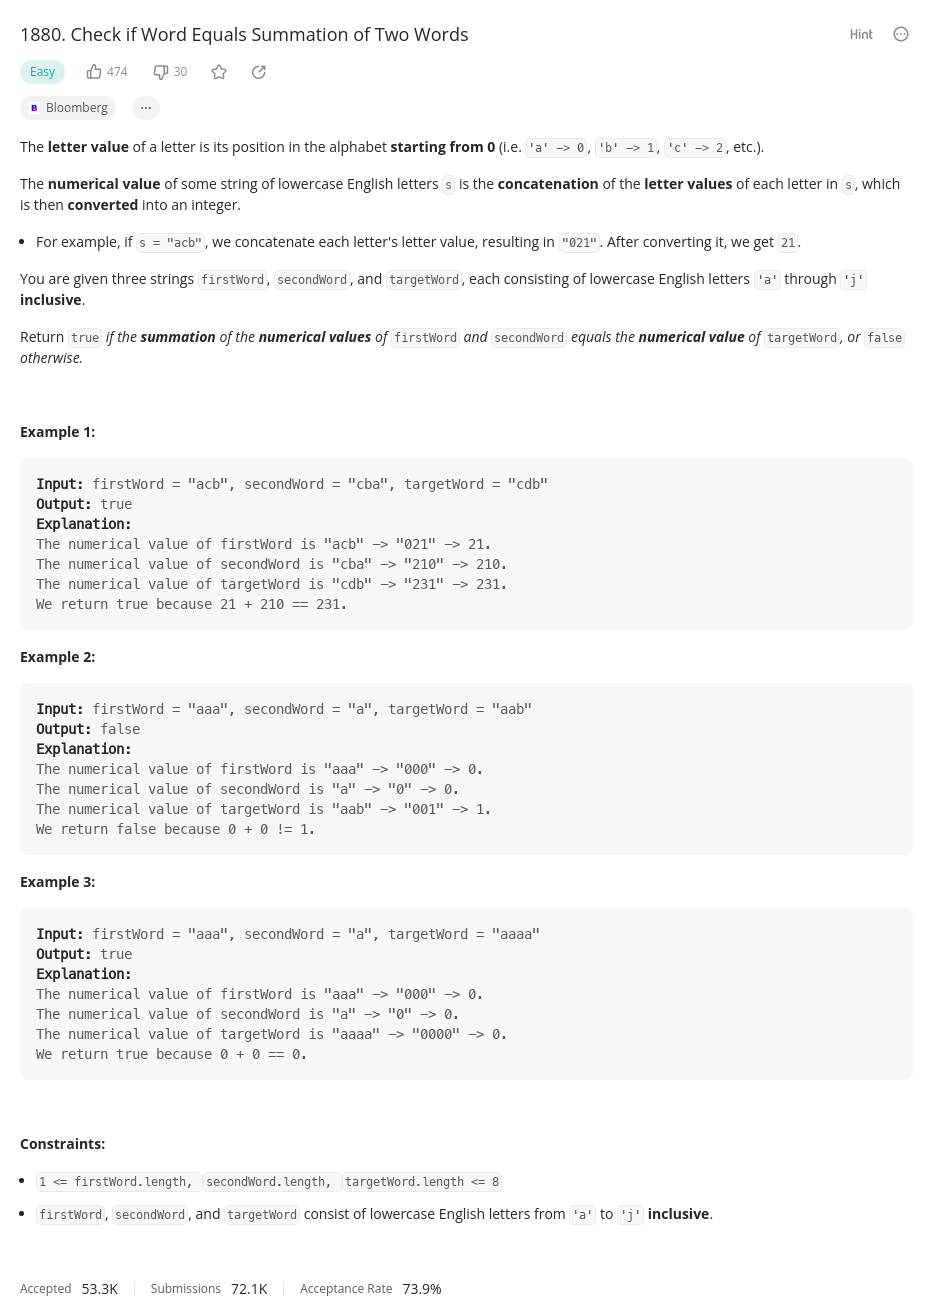 1880. Check if Word Equals Summation of Two Words
Hint
Easy 474 30
B Bloomberg ...
The letter value of a letter is its position in the alphabet starting from 0 (i.e. 'a' -> 0, 'b' -> 1, 'c' -> 2, etc.).
The numerical value of some string of lowercase English letters s is the concatenation of the letter values of each letter in s, which
is then converted into an integer.
• For example, if s = "acb", we concatenate each letter's letter value, resulting in "021". After converting it, we get 21.
You are given three strings firstWord, secondWord, and targetWord, each consisting of lowercase English letters 'a' through 'j'
inclusive.
Return true if the summation of the numerical values of firstWord and secondWord equals the numerical value of targetWord, or false
otherwise.
Example 1:
Input: firstWord = "acb", secondWord = "cba", targetWord = "cdb"
Output: true
Explanation:
The numerical value of firstWord is "acb" -> "021" -> 21.
The numerical value of secondWord is "cba" -> "210" -> 210.
The numerical value of targetWord is "cdb" -> "231" -> 231.
We return true because 21 + 210 == 231.
Example 2:
Input: firstWord = "aaa", secondWord = "a", targetWord = "aab"
Output: false
Explanation:
The numerical value of firstWord is "aaa" -> "000" -> 0.
The numerical value of secondWord is "a" -> "0" -> 0.
The numerical value of targetWord is "aab" -> "001" -> 1.
We return false because 0 + 0 != 1.
Example 3:
Input: firstWord = "aaa", secondWord = "a", targetWord = "aaaa"
Output: true
Explanation:
The numerical value of firstWord is "aaa" -> "000" -> 0.
The numerical value of secondWord is "a" -> "0" -> 0.
The numerical value of targetWord is "aaaa" -> "0000" -> 0.
We return true because 0 + 0 == 0.
Constraints:
• 1 <= firstWord.length, secondWord.length, targetWord.length <= 8
• firstWord, secondWord, and targetWord consist of lowercase English letters from 'a' to 'j' inclusive.
Accepted 53.3K Submissions 72.1K Acceptance Rate 73.9%